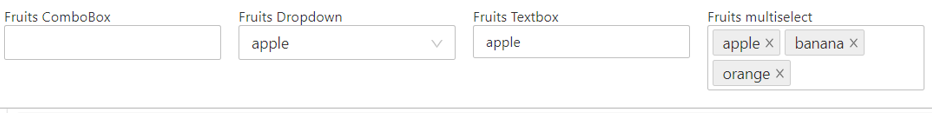 Fruits ComboBox
Fruits Dropdown
apple
Fruits Textbox
apple
Fruits multiselect
apple × banana ×
orange ×